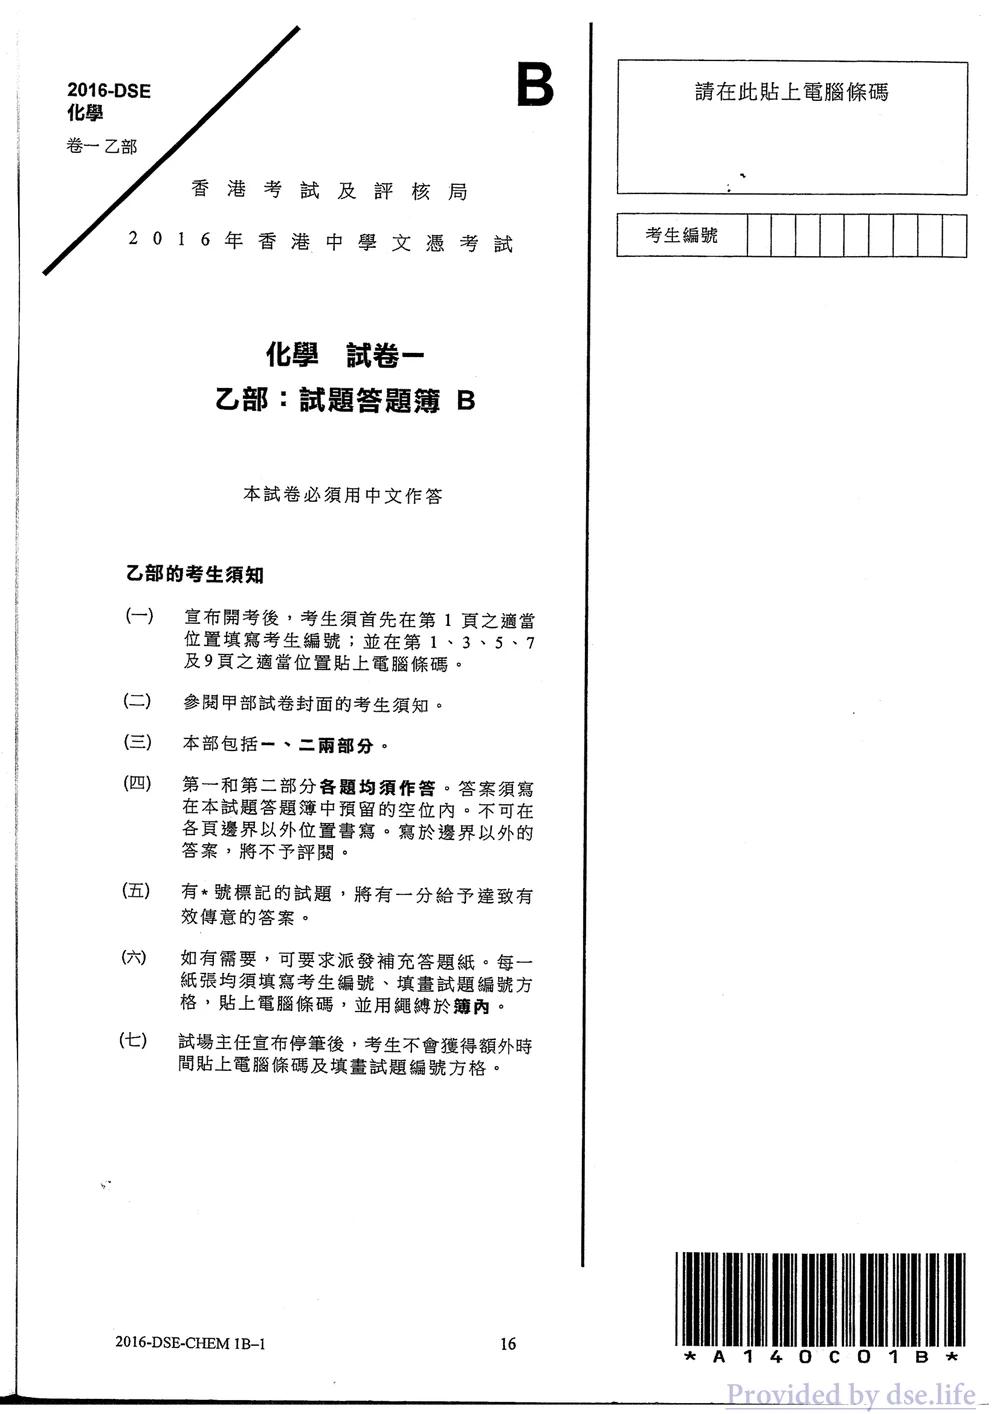 2016-DSE
化學
卷一 乙部
B
香港考試及評核局
2016年香港中學文憑考試
化學 試卷一
乙部：試題答題簿 B
本試卷必須用中文作答
乙部的考生須知
(一) 宣布開考後，考生須首先在第 1 頁之適當
位置填寫考生編號；並在第 1、3、5、7
及9頁之適當位置貼上電腦條碼。
(二) 參閱甲部試卷封面的考生須知。
(三) 本部包括一、二兩部分。
(四) 第一和第二部分各題均須作答。答案須寫
在本試題答題簿中預留的空位內。不可在
各頁邊界以外位置書寫。寫於邊界以外的
答案，將不予評閱。
(五) 有*號標記的試題，將有一分給予達致有
效傳意的答案。
(六) 如有需要，可要求派發補充答題紙。每一
紙張均須填寫考生編號、填畫試題編號方
格，貼上電腦條碼，並用繩縛於簿內。
(七) 試場主任宣布停筆後，考生不會獲得額外時
間貼上電腦條碼及填畫試題編號方格。
請在此貼上電腦條碼
考生編號
2016-DSE-CHEM 1B–1
16
*A140C01B*
Provided by dse.life